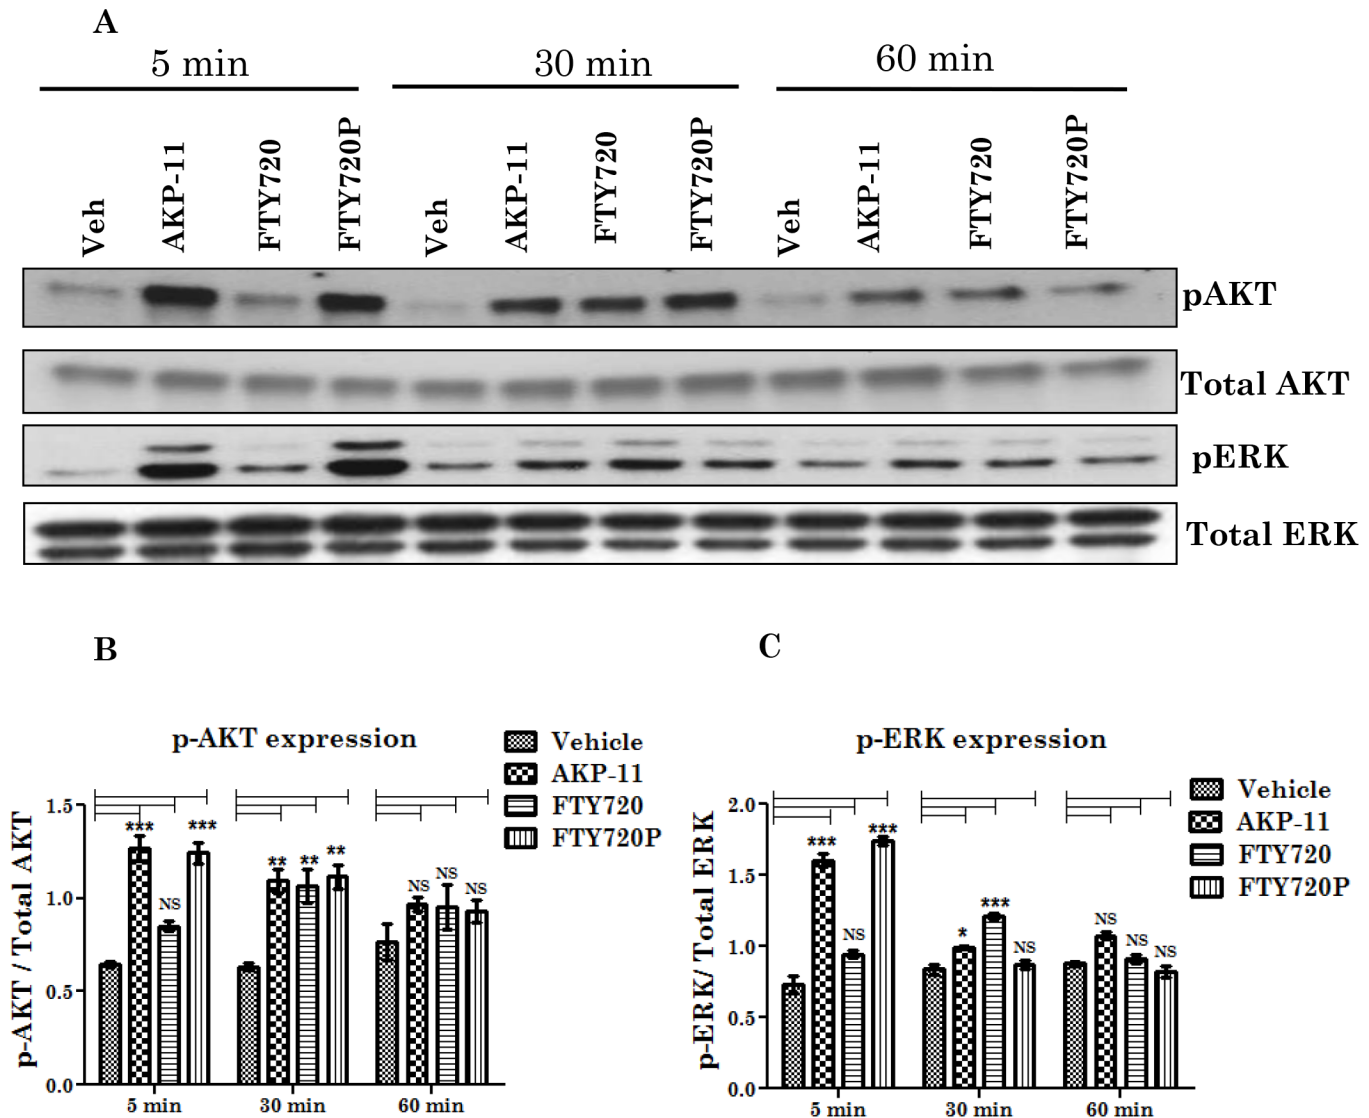 A
5 min
30 min
60 min
Veh
AKP-11
FTY720
FTY720P
Veh
AKP-11
FTY720
FTY720P
Veh
AKP-11
FTY720
FTY720P
pAKT
Total AKT
pERK
Total ERK
B
p-AKT expression
Vehicle
AKP-11
FTY720
FTY720P
p-AKT / Total AKT
1.5
1.0
0.5
0.0
***
NS
***
**
**
**
NS
NS
NS
5 min
30 min
60 min
C
p-ERK expression
Vehicle
AKP-11
FTY720
FTY720P
p-ERK/ Total ERK
2.0
1.5
1.0
0.5
0.0
***
NS
***
*
***
NS
NS
NS
NS
5 min
30 min
60 min